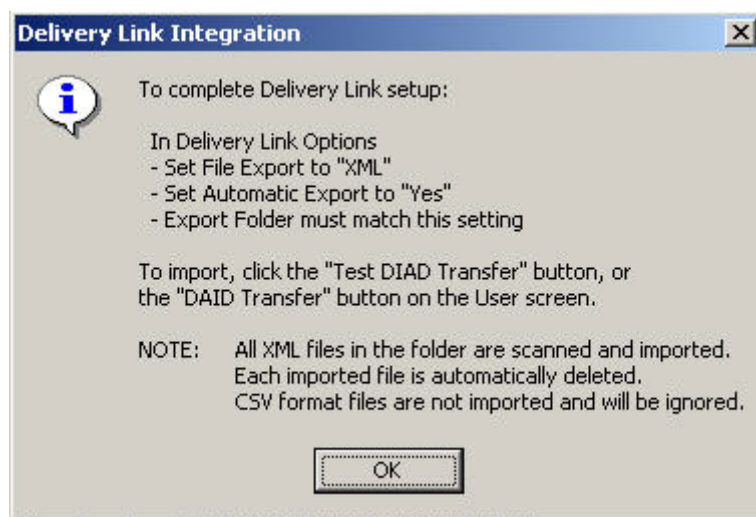 Delivery Link Integration
To complete Delivery Link setup:
In Delivery Link Options
- Set File Export to "XML"
- Set Automatic Export to "Yes"
- Export Folder must match this setting
To import, click the "Test DIAD Transfer" button, or
the "DAID Transfer" button on the User screen.
NOTE: All XML files in the folder are scanned and imported.
Each imported file is automatically deleted.
CSV format files are not imported and will be ignored.
OK